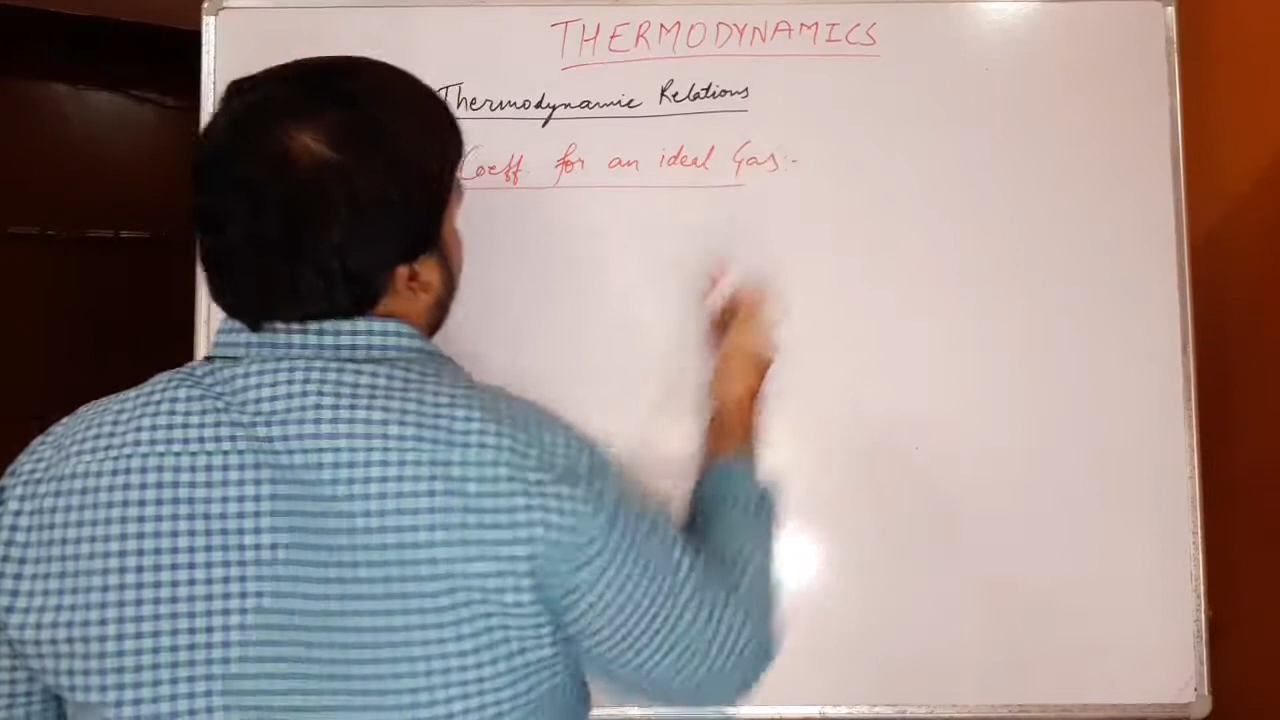 THERMODYNAMICS
Thermodynamic Relations
Coeff. for an ideal Gas:-